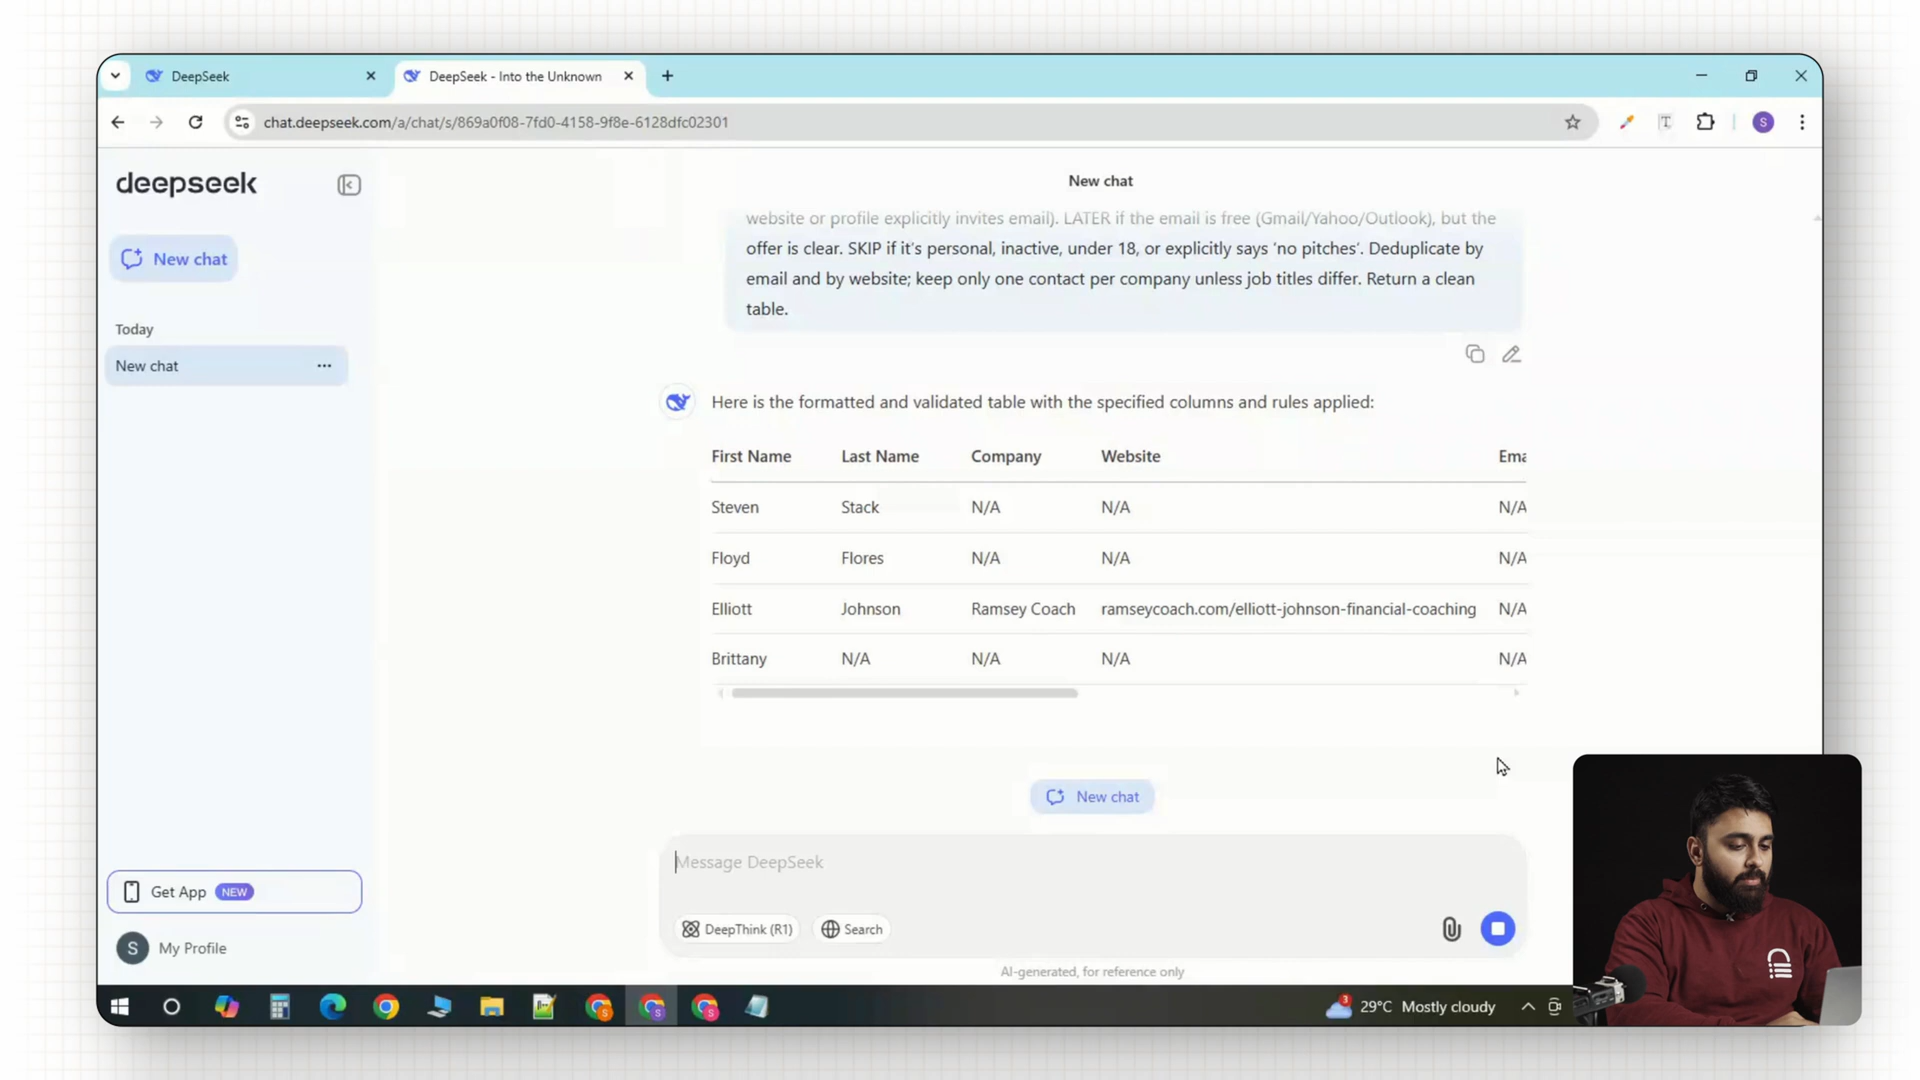 DeepSeek
DeepSeek - Into the Unknown
chat.deepseek.com/a/chat/s/869a0f08-7fd0-4158-9f8e-6128dfc02301
S
deepseek
New chat
Today
New chat
Get App NEW
S My Profile
New chat
website or profile explicitly invites email). LATER if the email is free (Gmail/Yahoo/Outlook), but the
offer is clear. SKIP if it's personal, inactive, under 18, or explicitly says 'no pitches'. Deduplicate by
email and by website; keep only one contact per company unless job titles differ. Return a clean
table.
Here is the formatted and validated table with the specified columns and rules applied:
First Name Last Name Company Website Ema
Steven Stack N/A N/A N/A
Floyd Flores N/A N/A N/A
Elliott Johnson Ramsey Coach ramseycoach.com/elliott-johnson-financial-coaching N/A
Brittany N/A N/A N/A N/A
New chat
Message DeepSeek
DeepThink (R1) Search
AI-generated, for reference only
3 29°C Mostly cloudy